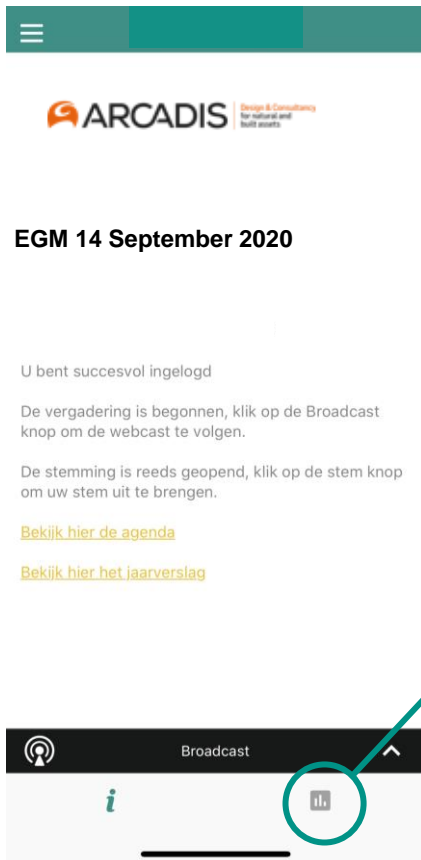 ARCADIS
Design & Consultancy
for natural and
built assets
EGM 14 September 2020
U bent succesvol ingelogd
De vergadering is begonnen, klik op de Broadcast
knop om de webcast te volgen.
De stemming is reeds geopend, klik op de stem knop
om uw stem uit te brengen.
Bekijk hier de agenda
Bekijk hier het jaarverslag
Broadcast
i